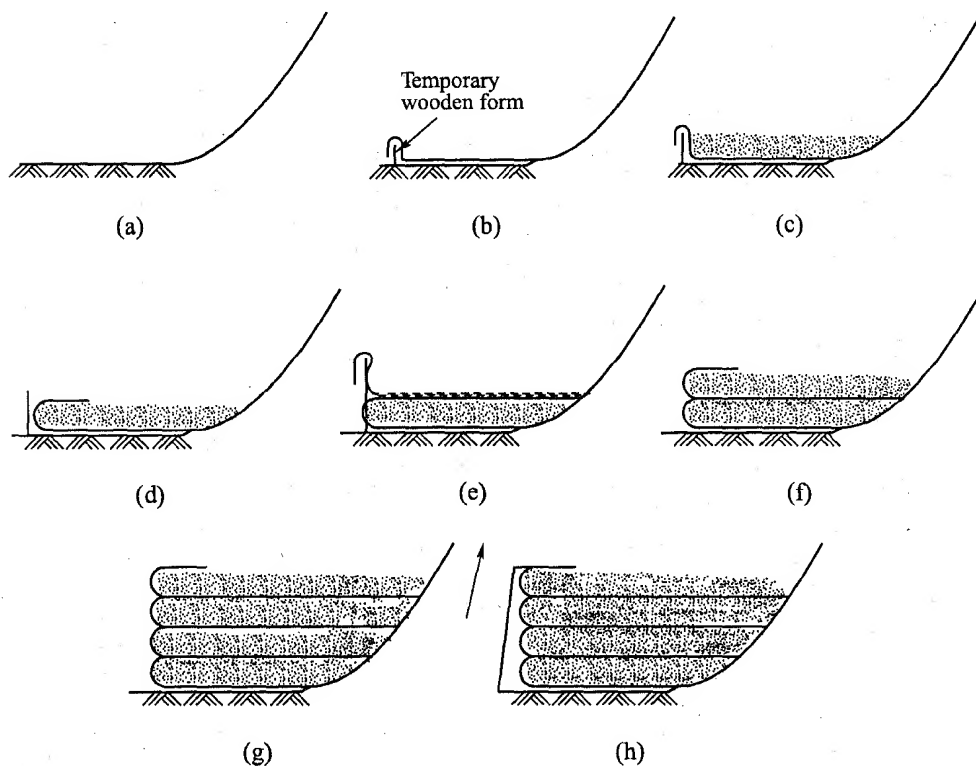 Temporary
wooden form
(a)
(b)
(c)
(d)
(e)
(f)
(g)
(h)